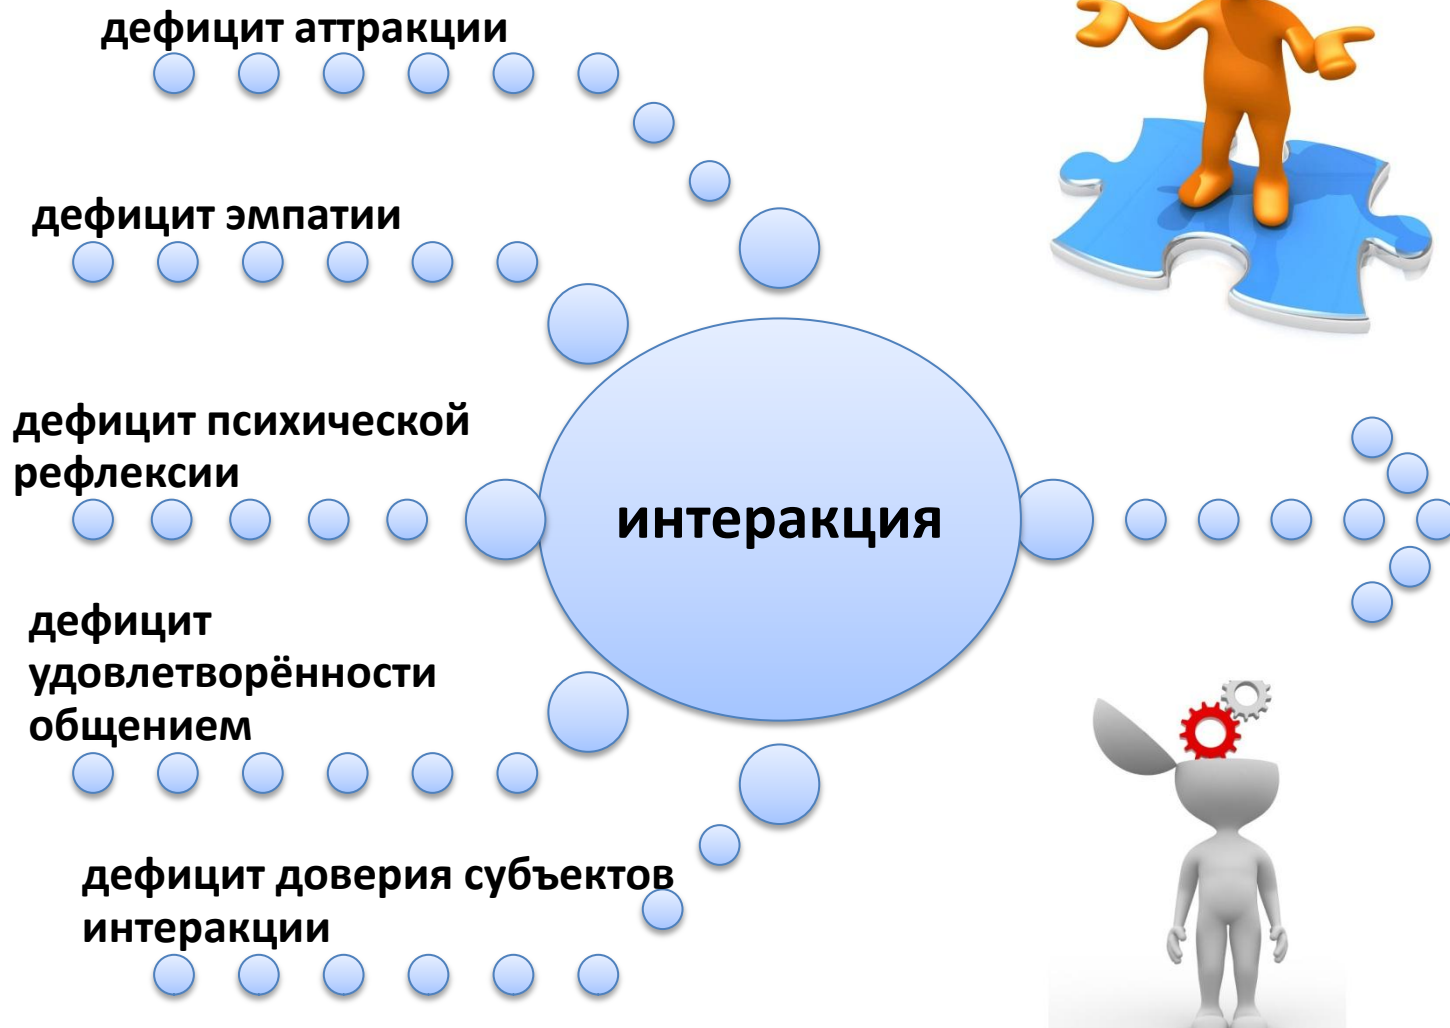 дефицит аттракции
дефицит эмпатии
дефицит психической
рефлексии
интеракция
дефицит
удовлетворённости
общением
дефицит доверия субъектов
интеракции